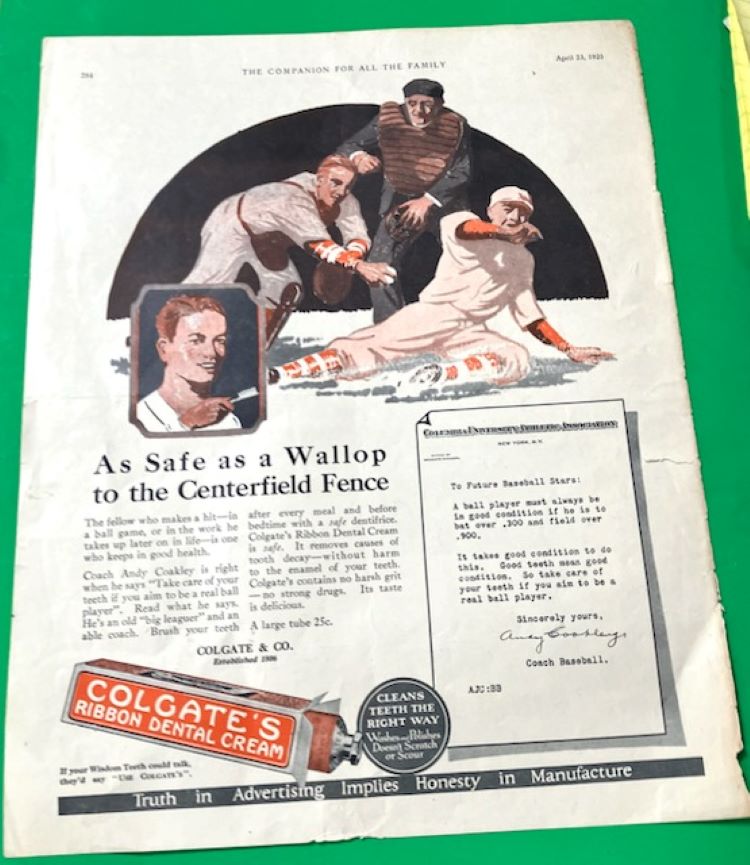 284
THE COMPANION FOR ALL THE FAMILY
April 23, 1925
As Safe as a Wallop
to the Centerfield Fence
The fellow who makes a hit—in
a ball game, or in the work he
takes up later on in life—is one
who keeps in good health.
Coach Andy Coakley is right
when he says "Take care of your
teeth if you aim to be a real ball
player". Read what he says.
He's an old "big leaguer" and an
able coach. Brush your teeth
after every meal and before
bedtime with a safe dentifrice.
Colgate's Ribbon Dental Cream
is safe. It removes causes of
tooth decay—without harm
to the enamel of your teeth.
Colgate's contains no harsh grit
—no strong drugs. Its taste
is delicious.
A large tube 25c.
COLGATE & CO.
Established 1806
COLUMBIA UNIVERSITY ATHLETIC ASSOCIATION
NEW YORK, N.Y.
To Future Baseball Stars:
A ball player must always be
in good condition if he is to
bat over .300 and field over
.900.
It takes good condition to do
this. Good teeth mean good
condition. So take care of
your teeth if you aim to be a
real ball player.
Sincerely yours,
Andy Coakley
Coach Baseball.
AJC:BB
COLGATE'S
RIBBON DENTAL CREAM
CLEANS
TEETH THE
RIGHT WAY
Washes and Polishes
Doesn't Scratch
or Scour
If your Wisdom Teeth could talk,
they'd say "USE COLGATE'S".
Truth in Advertising Implies Honesty in Manufacture